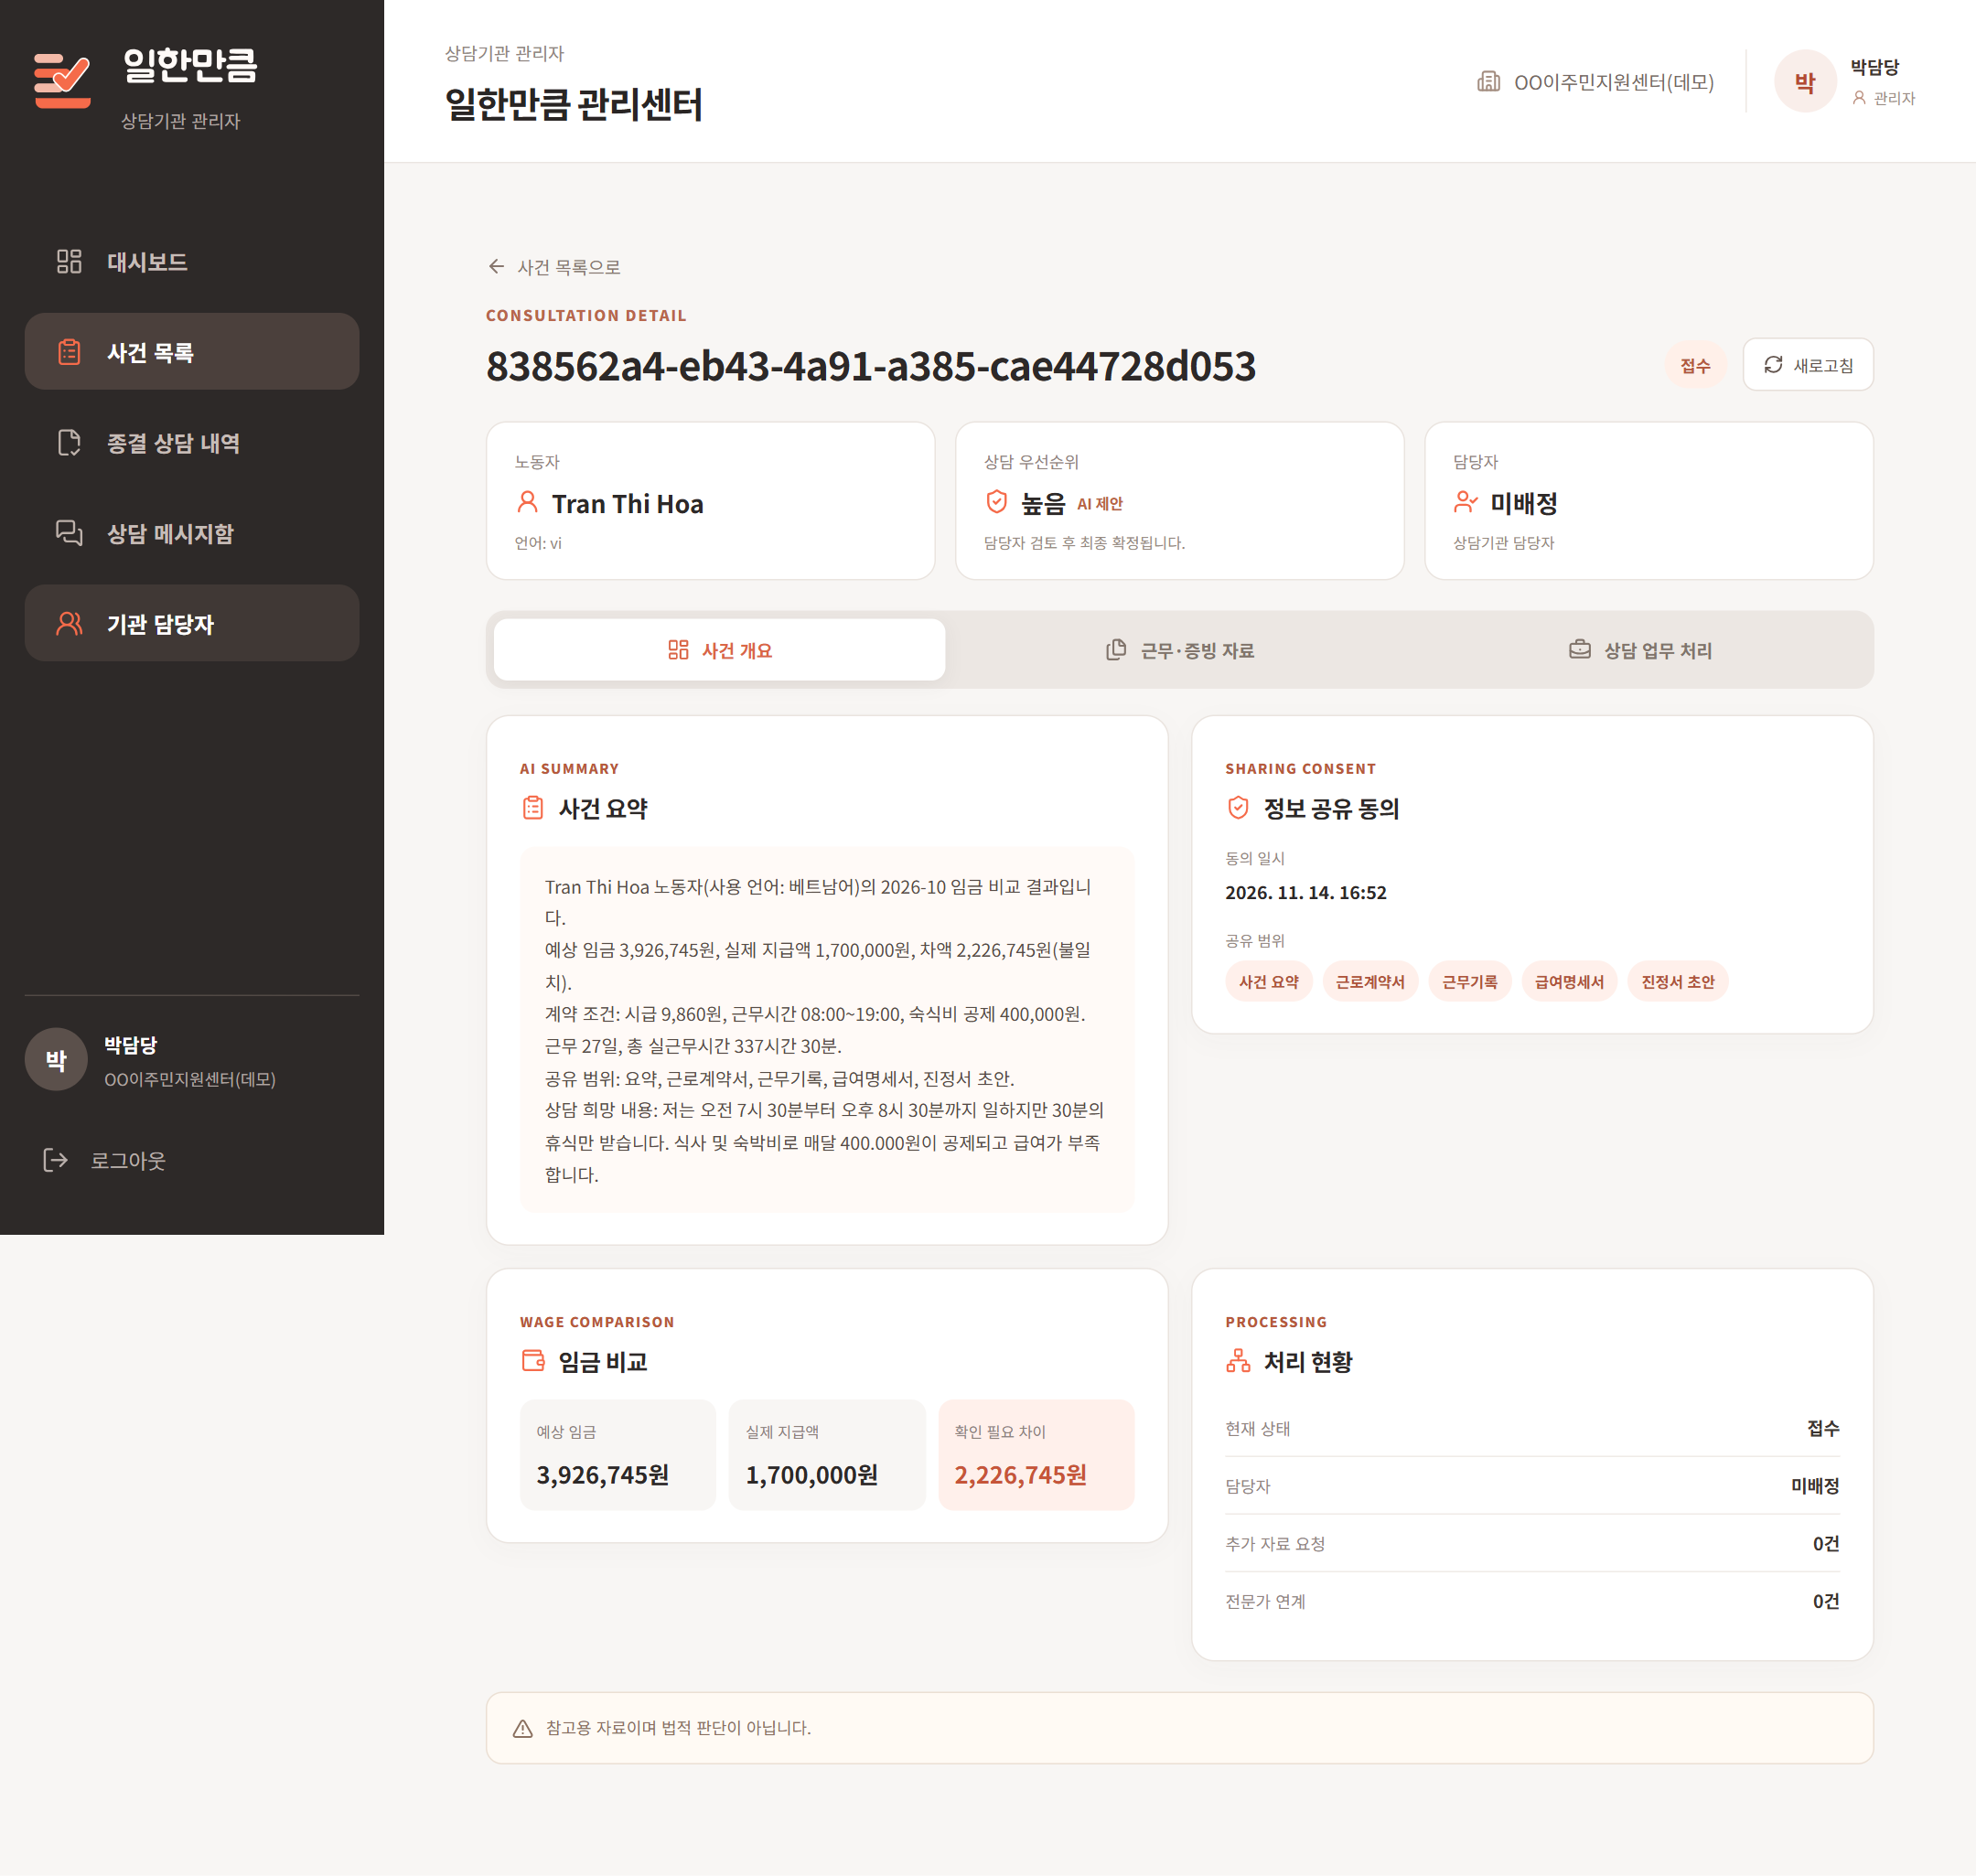 일한만큼
상담기관 관리자
대시보드
사건 목록
종결 상담 내역
상담 메시지함
기관 담당자
박
박담당
OO이주민지원센터(데모)
로그아웃
상담기관 관리자
일한만큼 관리센터
OO이주민지원센터(데모)
박
박담당
관리자
사건 목록으로
CONSULTATION DETAIL
838562a4-eb43-4a91-a385-cae44728d053
접수
새로고침
노동자
Tran Thi Hoa
언어: vi
상담 우선순위
높음 AI 제안
담당자 검토 후 최종 확정됩니다.
담당자
미배정
상담기관 담당자
사건 개요
근무·증빙 자료
상담 업무 처리
AI SUMMARY
사건 요약
Tran Thi Hoa 노동자(사용 언어: 베트남어)의 2026-10 임금 비교 결과입니
다.
예상 임금 3,926,745원, 실제 지급액 1,700,000원, 차액 2,226,745원(불일
치).
계약 조건: 시급 9,860원, 근무시간 08:00~19:00, 숙식비 공제 400,000원.
근무 27일, 총 실근무시간 337시간 30분.
공유 범위: 요약, 근로계약서, 근무기록, 급여명세서, 진정서 초안.
상담 희망 내용: 저는 오전 7시 30분부터 오후 8시 30분까지 일하지만 30분의
휴식만 받습니다. 식사 및 숙박비로 매달 400.000원이 공제되고 급여가 부족
합니다.
SHARING CONSENT
정보 공유 동의
동의 일시
2026. 11. 14. 16:52
공유 범위
사건 요약 근로계약서 근무기록 급여명세서 진정서 초안
WAGE COMPARISON
임금 비교
예상 임금
3,926,745원
실제 지급액
1,700,000원
확인 필요 차이
2,226,745원
PROCESSING
처리 현황
현재 상태 접수
담당자 미배정
추가 자료 요청 0건
전문가 연계 0건
참고용 자료이며 법적 판단이 아닙니다.